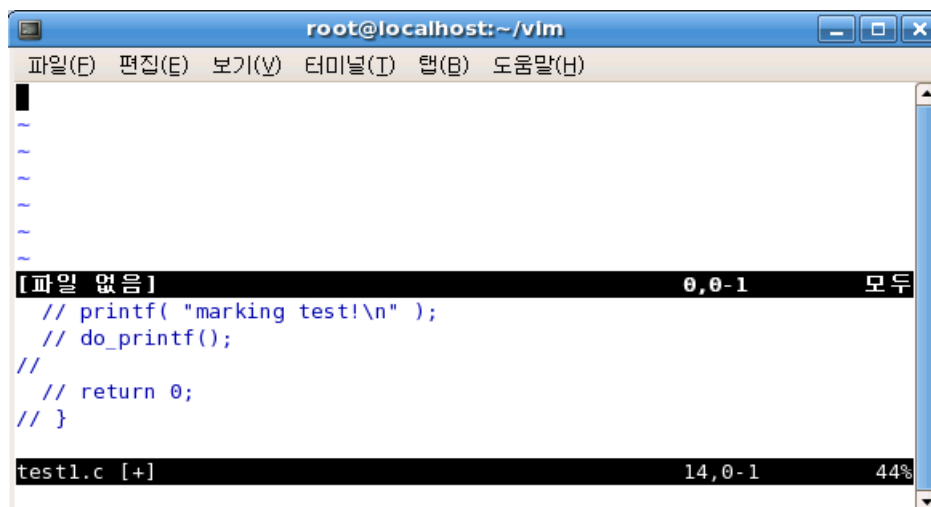 root@localhost:~/vim
파일(F) 편집(E) 보기(V) 터미널(T) 탭(B) 도움말(H)
~
~
~
~
~
~
[파일 없음] 0,0-1 모두
// printf( "marking test!\n" );
// do_printf();
//
// return 0;
// }
test1.c [+] 14,0-1 44%